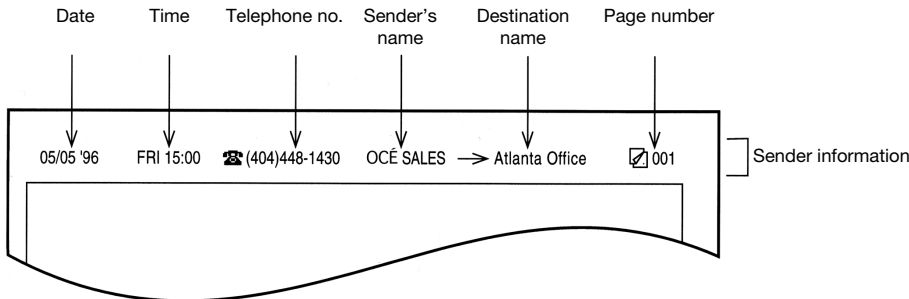 Date Time Telephone no. Sender's name Destination name Page number
05/05 '96 FRI 15:00 ☎ (404)448-1430 OCÉ SALES → Atlanta Office 001
Sender information